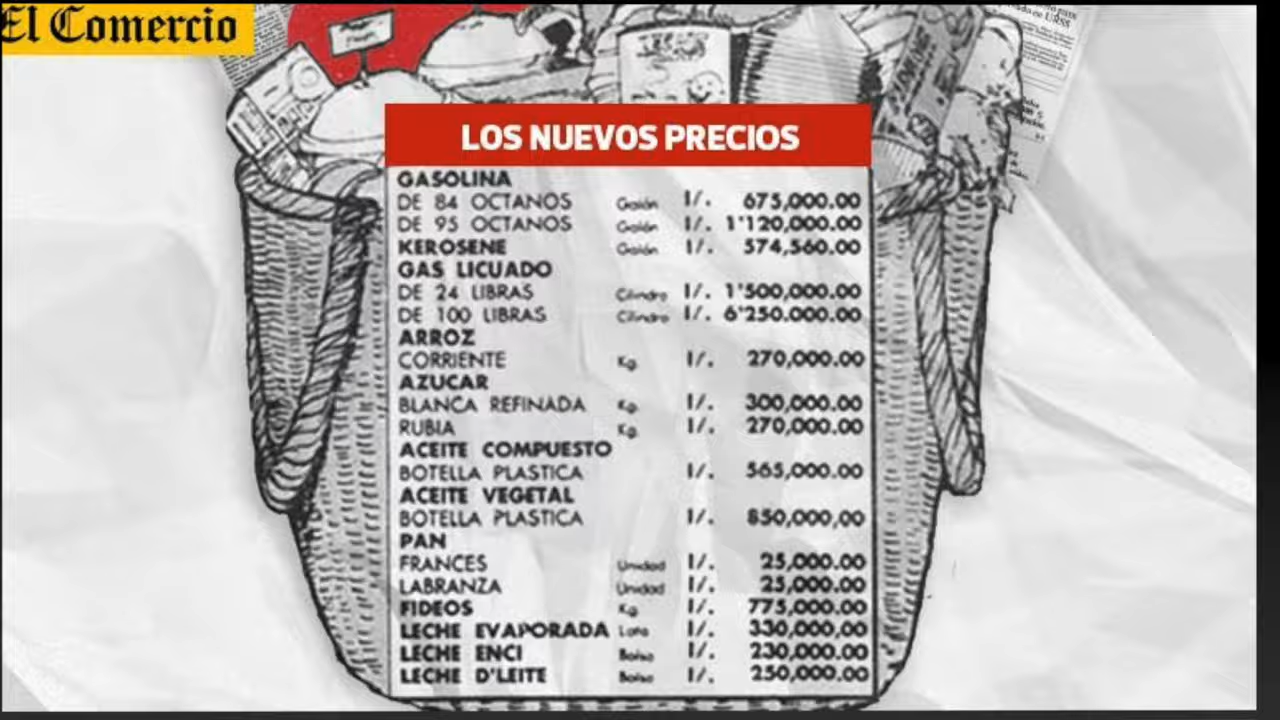 El Comercio
LOS NUEVOS PRECIOS
GASOLINA
DE 84 OCTANOS Galón I/. 675,000.00
DE 95 OCTANOS Galón I/. 1'120,000.00
KEROSENE Galón I/. 574,560.00
GAS LICUADO
DE 24 LIBRAS Cilindro I/. 1'500,000.00
DE 100 LIBRAS Cilindro I/. 6'250.000.00
ARROZ
CORRIENTE Kg. I/. 270,000.00
AZUCAR
BLANCA REFINADA Kg. I/. 300,000.00
RUBIA Kg. I/. 270,000.00
ACEITE COMPUESTO
BOTELLA PLASTICA I/. 565,000.00
ACEITE VEGETAL
BOTELLA PLASTICA I/. 850,000,00
PAN
FRANCES Unidad I/. 25,000.00
LABRANZA Unidad I/. 25,000.00
FIDEOS Kg. I/. 775,000.00
LECHE EVAPORADA Lata I/. 330,000,00
LECHE ENCI Bolsa I/. 230,000.00
LECHE D'LEITE Bolsa I/. 250,000.00